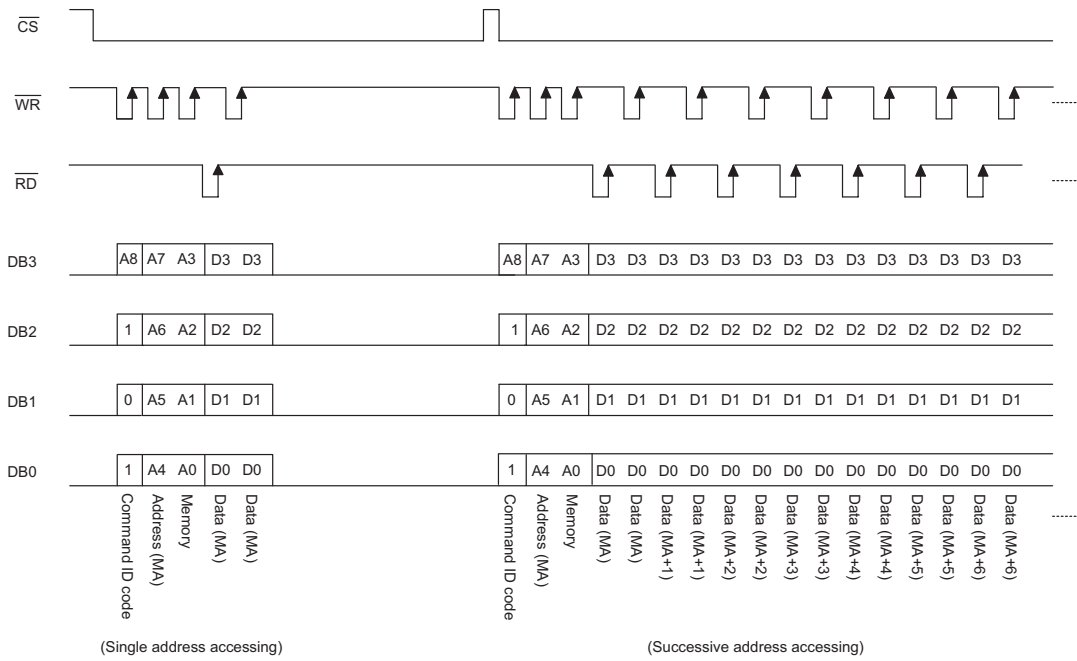 CS
WR
RD
DB3 A8 A7 A3 D3 D3 A8 A7 A3 D3 D3 D3 D3 D3 D3 D3 D3 D3 D3 D3 D3 D3 D3
DB2 1 A6 A2 D2 D2 1 A6 A2 D2 D2 D2 D2 D2 D2 D2 D2 D2 D2 D2 D2 D2 D2
DB1 0 A5 A1 D1 D1 0 A5 A1 D1 D1 D1 D1 D1 D1 D1 D1 D1 D1 D1 D1 D1 D1
DB0 1 A4 A0 D0 D0 1 A4 A0 D0 D0 D0 D0 D0 D0 D0 D0 D0 D0 D0 D0 D0 D0
Command ID code
Address (MA)
Memory
Data (MA)
Data (MA)
Command ID code
Address (MA)
Memory
Data (MA)
Data (MA)
Data (MA+1)
Data (MA+1)
Data (MA+2)
Data (MA+2)
Data (MA+3)
Data (MA+3)
Data (MA+4)
Data (MA+4)
Data (MA+5)
Data (MA+5)
Data (MA+6)
Data (MA+6)
(Single address accessing)
(Successive address accessing)